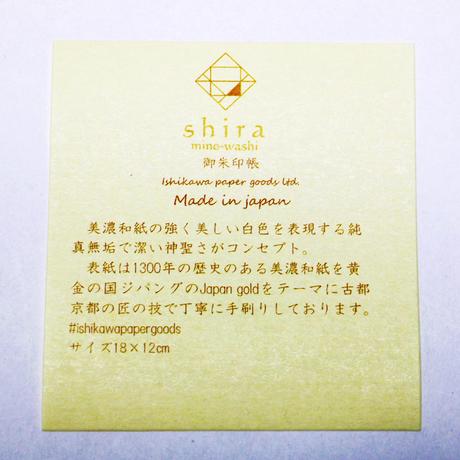 shira
mino-washi
御朱印帳
Ishikawa paper goods Ltd.
Made in japan
美濃和紙の強く美しい白色を表現する純
真無垢で潔い神聖さがコンセプト。
表紙は1300年の歴史のある美濃和紙を黄
金の国ジパングのJapan goldをテーマに古都
京都の匠の技で丁寧に手刷りしております。
#ishikawapapergoods
サイズ18×12cm